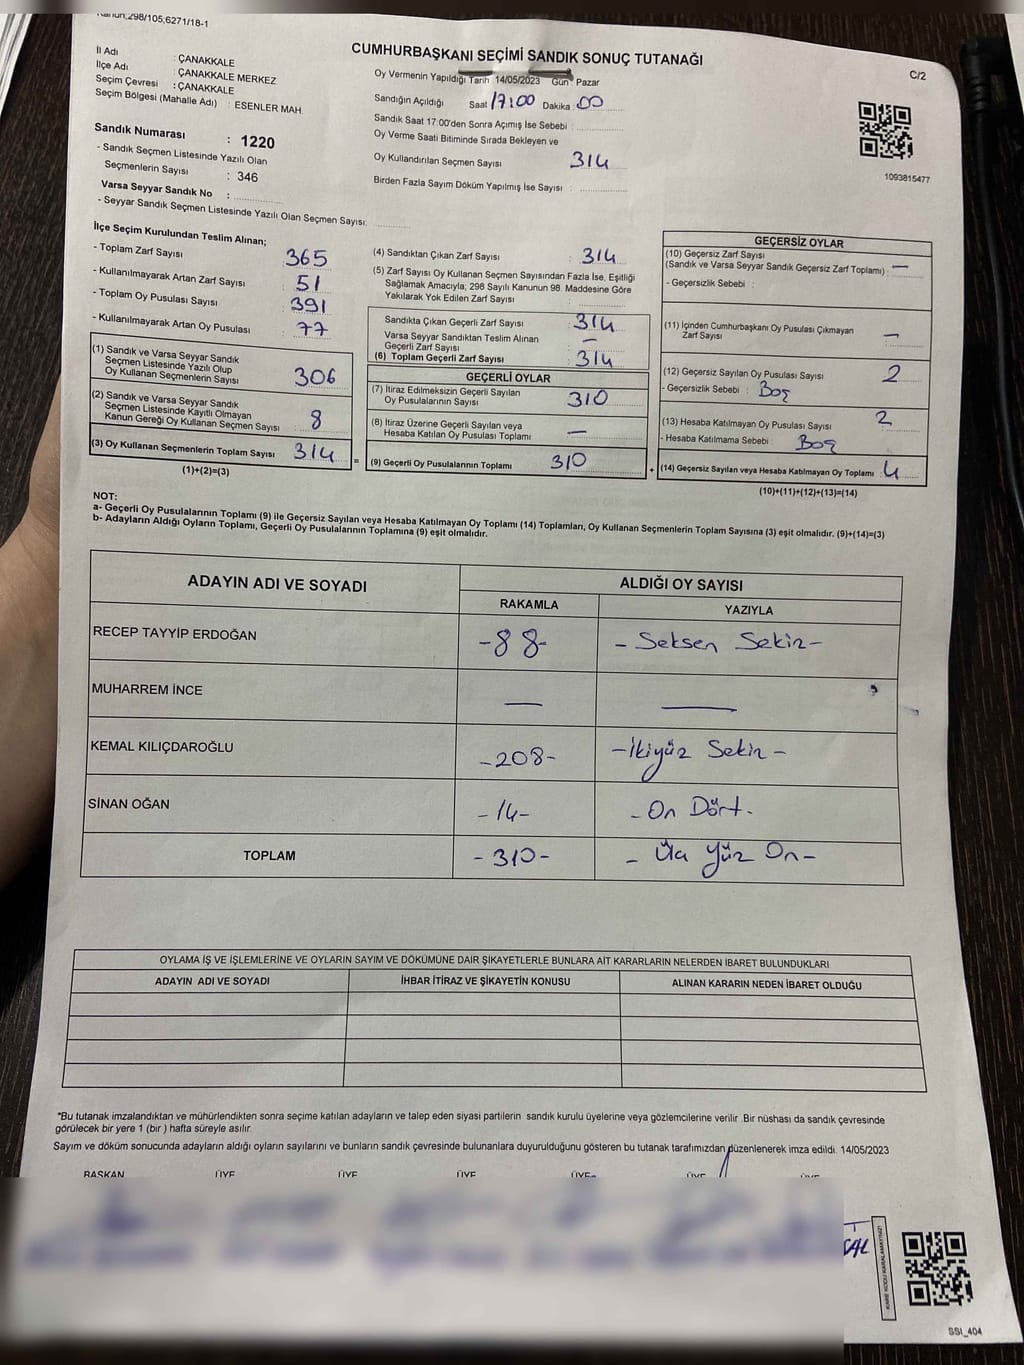 Kanun;298/105;6271/18-1
CUMHURBAŞKANI SEÇİMİ SANDIK SONUÇ TUTANAĞI
C/2
İl Adı : ÇANAKKALE
İlçe Adı : ÇANAKKALE MERKEZ
Seçim Çevresi : ÇANAKKALE
Seçim Bölgesi (Mahalle Adı) : ESENLER MAH.
Sandık Numarası : 1220
- Sandık Seçmen Listesinde Yazılı Olan
Seçmenlerin Sayısı : 346
Varsa Seyyar Sandık No :
- Seyyar Sandık Seçmen Listesinde Yazılı Olan Seçmen Sayısı:
Oy Vermenin Yapıldığı Tarih 14/05/2023 Gün Pazar
Sandığın Açıldığı Saat 17:00 Dakika : 00
Sandık Saat 17:00'den Sonra Açımış İse Sebebi :
Oy Verme Saati Bitiminde Sırada Bekleyen ve
Oy Kullandırılan Seçmen Sayısı 314
Birden Fazla Sayım Döküm Yapılmış İse Sayısı :
1093815477
İlçe Seçim Kurulundan Teslim Alınan;
- Toplam Zarf Sayısı : 365
- Kullanılmayarak Artan Zarf Sayısı : 51
- Toplam Oy Pusulası Sayısı : 391
- Kullanılmayarak Artan Oy Pusulası : 77
(1) Sandık ve Varsa Seyyar Sandık
Seçmen Listesinde Yazılı Olup
Oy Kullanan Seçmenlerin Sayısı : 306
(2) Sandık ve Varsa Seyyar Sandık
Seçmen Listesinde Kayıtlı Olmayan
Kanun Gereği Oy Kullanan Seçmen Sayısı : 8
(3) Oy Kullanan Seçmenlerin Toplam Sayısı : 314
(1)+(2)=(3)
(4) Sandıktan Çıkan Zarf Sayısı : 314
(5) Zarf Sayısı Oy Kullanan Seçmen Sayısından Fazla İse, Eşitliği
Sağlamak Amacıyla; 298 Sayılı Kanunun 98. Maddesine Göre
Yakılarak Yok Edilen Zarf Sayısı :
Sandıkta Çıkan Geçerli Zarf Sayısı : 314
Varsa Seyyar Sandıktan Teslim Alınan
Geçerli Zarf Sayısı : —
(6) Toplam Geçerli Zarf Sayısı : 314
GEÇERLİ OYLAR
(7) İtiraz Edilmeksizin Geçerli Sayılan
Oy Pusulalarının Sayısı : 310
(8) İtiraz Üzerine Geçerli Sayılan veya
Hesaba Katılan Oy Pusulası Toplamı : —
(9) Geçerli Oy Pusulalarının Toplamı : 310
GEÇERSİZ OYLAR
(10) Geçersiz Zarf Sayısı
(Sandık ve Varsa Seyyar Sandık Geçersiz Zarf Toplamı) : —
- Geçersizlik Sebebi :
(11) İçinden Cumhurbaşkanı Oy Pusulası Çıkmayan
Zarf Sayısı : —
(12) Geçersiz Sayılan Oy Pusulası Sayısı : 2
- Geçersizlik Sebebi : Boş
(13) Hesaba Katılmayan Oy Pusulası Sayısı : 2
- Hesaba Katılmama Sebebi : Boş
(14) Geçersiz Sayılan veya Hesaba Katılmayan Oy Toplamı : 4
(10)+(11)+(12)+(13)=(14)
NOT:
a- Geçerli Oy Pusulalarının Toplamı (9) ile Geçersiz Sayılan veya Hesaba Katılmayan Oy Toplamı (14) Toplamları, Oy Kullanan Seçmenlerin Toplam Sayısına (3) eşit olmalıdır. (9)+(14)=(3)
b- Adayların Aldığı Oyların Toplamı, Geçerli Oy Pusulalarının Toplamına (9) eşit olmalıdır.
ADAYIN ADI VE SOYADI ALDIĞI OY SAYISI
RAKAMLA YAZIYLA
RECEP TAYYİP ERDOĞAN -88- - Seksen Sekiz -
MUHARREM İNCE — —
KEMAL KILIÇDAROĞLU -208- - İkiyüz Sekiz -
SİNAN OĞAN -14- - On Dört -
TOPLAM -310- - Üç Yüz On -
OYLAMA İŞ VE İŞLEMLERİNE VE OYLARIN SAYIM VE DÖKÜMÜNE DAİR ŞİKAYETLERLE BUNLARA AİT KARARLARIN NELERDEN İBARET BULUNDUKLARI
ADAYIN ADI VE SOYADI İHBAR İTİRAZ VE ŞİKAYETİN KONUSU ALINAN KARARIN NEDEN İBARET OLDUĞU
*Bu tutanak imzalandıktan ve mühürlendikten sonra seçime katılan adayların ve talep eden siyasi partilerin sandık kurulu üyelerine veya gözlemcilerine verilir. Bir nüshası da sandık çevresinde
görülecek bir yere 1 (bir) hafta süreyle asılır.
Sayım ve döküm sonucunda adayların aldığı oyların sayılarını ve bunların sandık çevresinde bulunanlara duyurulduğunu gösteren bu tutanak tarafımızdan düzenlenerek imza edildi. 14/05/2023
BAŞKAN ÜYE ÜYE ÜYE ÜYE ÜYE ÜYE
KARE KODU KARALAMAYINIZ!
SSI_404